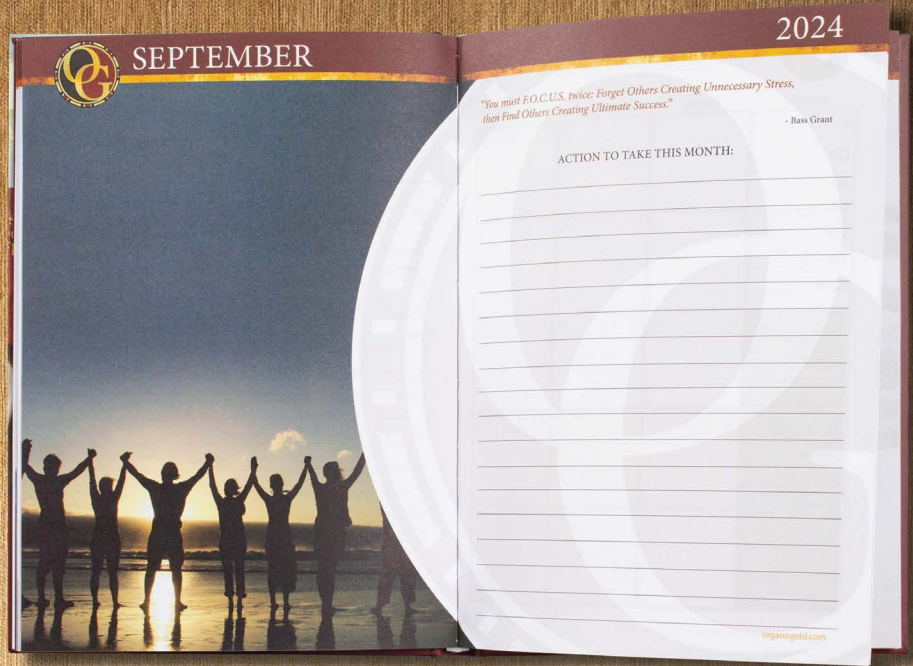 OG
SEPTEMBER
2024
"You must F.O.C.U.S. twice: Forget Others Creating Unnecessary Stress,
then Find Others Creating Ultimate Success."
- Bass Grant
ACTION TO TAKE THIS MONTH:
organogold.com